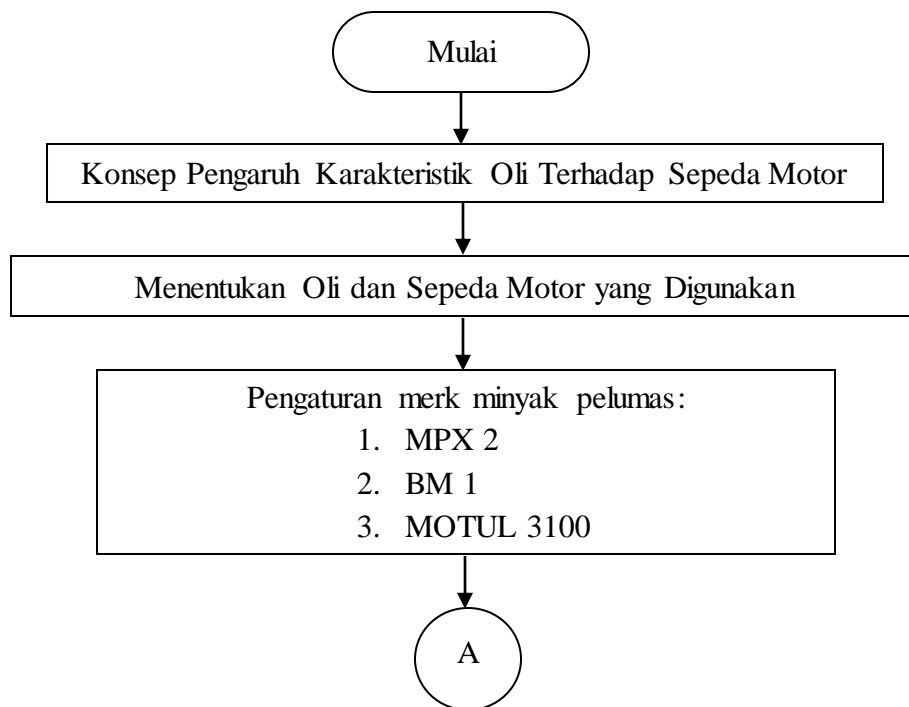 Mulai
Konsep Pengaruh Karakteristik Oli Terhadap Sepeda Motor
Menentukan Oli dan Sepeda Motor yang Digunakan
Pengaturan merk minyak pelumas:
1. MPX 2
2. BM 1
3. MOTUL 3100
A